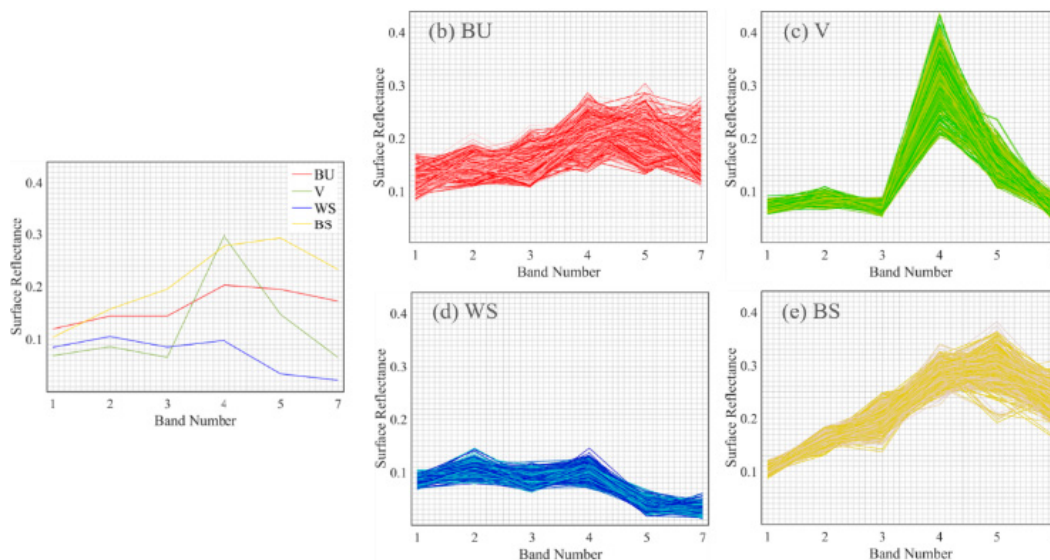 Surface Reflectance
0.4
0.3
0.2
0.1
BU
V
WS
BS
1 2 3 4 5 7
Band Number
(b) BU
Surface Reflectance
0.4
0.3
0.2
0.1
1 2 3 4 5 7
Band Number
(c) V
Surface Reflectance
0.4
0.3
0.2
0.1
1 2 3 4 5
Band Number
(d) WS
Surface Reflectance
0.4
0.3
0.2
0.1
1 2 3 4 5 7
Band Number
(e) BS
Surface Reflectance
0.4
0.3
0.2
0.1
1 2 3 4 5
Band Number